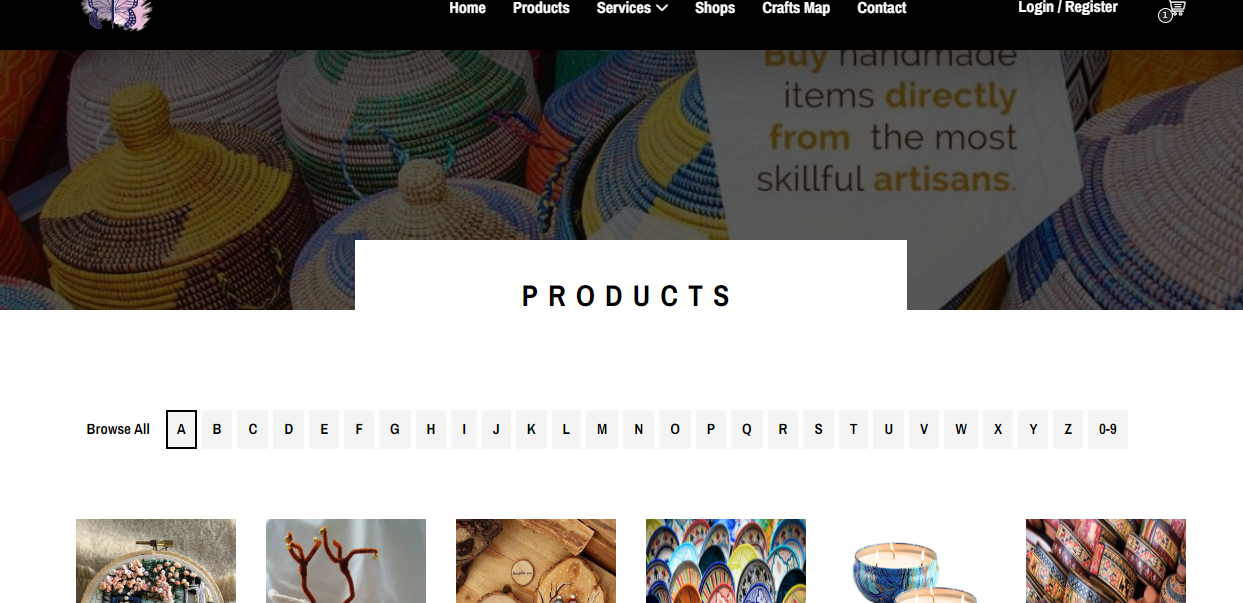 Home Products Services Shops Crafts Map Contact Login / Register
1
Buy handmade
items directly
from the most
skillful artisans.
PRODUCTS
Browse All A B C D E F G H I J K L M N O P Q R S T U V W X Y Z 0-9